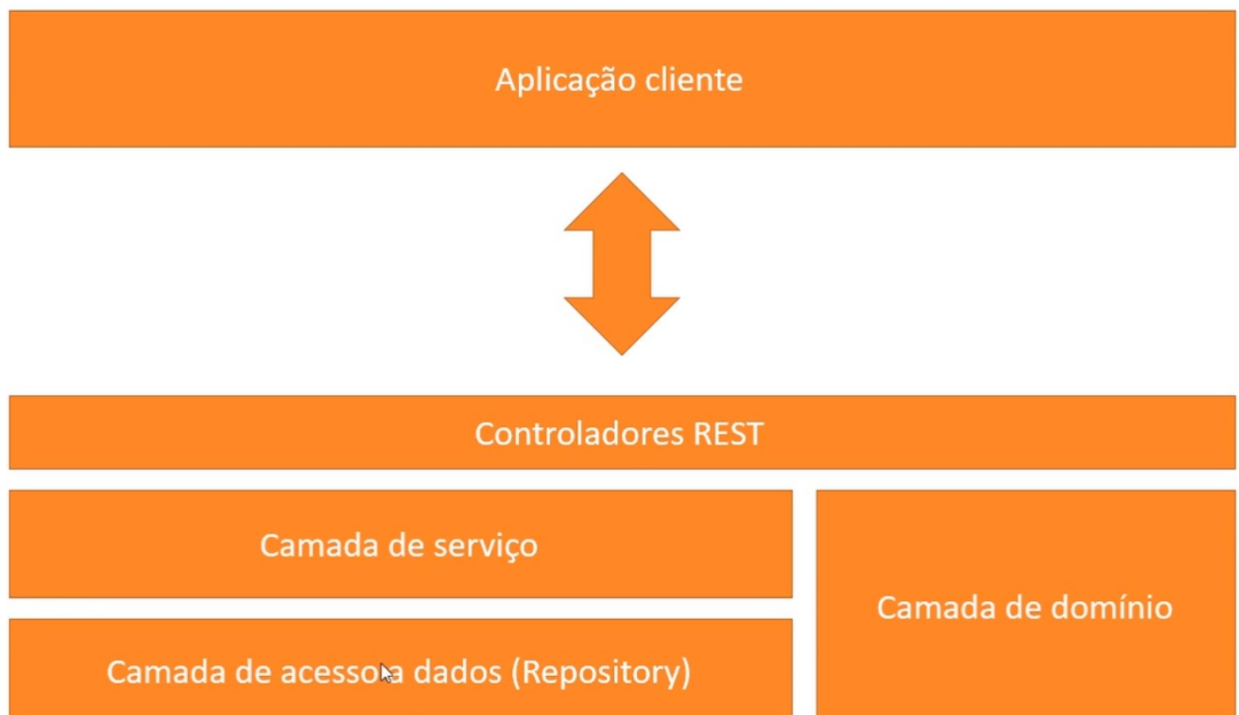 Aplicação cliente
Controladores REST
Camada de serviço
Camada de domínio
Camada de acesso a dados (Repository)